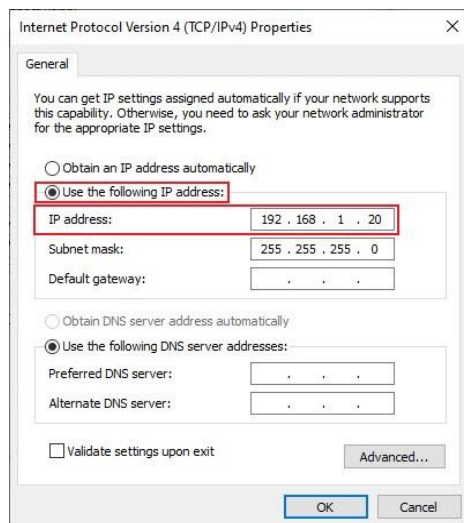 Internet Protocol Version 4 (TCP/IPv4) Properties
General
You can get IP settings assigned automatically if your network supports
this capability. Otherwise, you need to ask your network administrator
for the appropriate IP settings.
Obtain an IP address automatically
Use the following IP address:
IP address: 192 . 168 . 1 . 20
Subnet mask: 255 . 255 . 255 . 0
Default gateway: . . .
Obtain DNS server address automatically
Use the following DNS server addresses:
Preferred DNS server: . . .
Alternate DNS server: . . .
Validate settings upon exit
Advanced...
OK Cancel